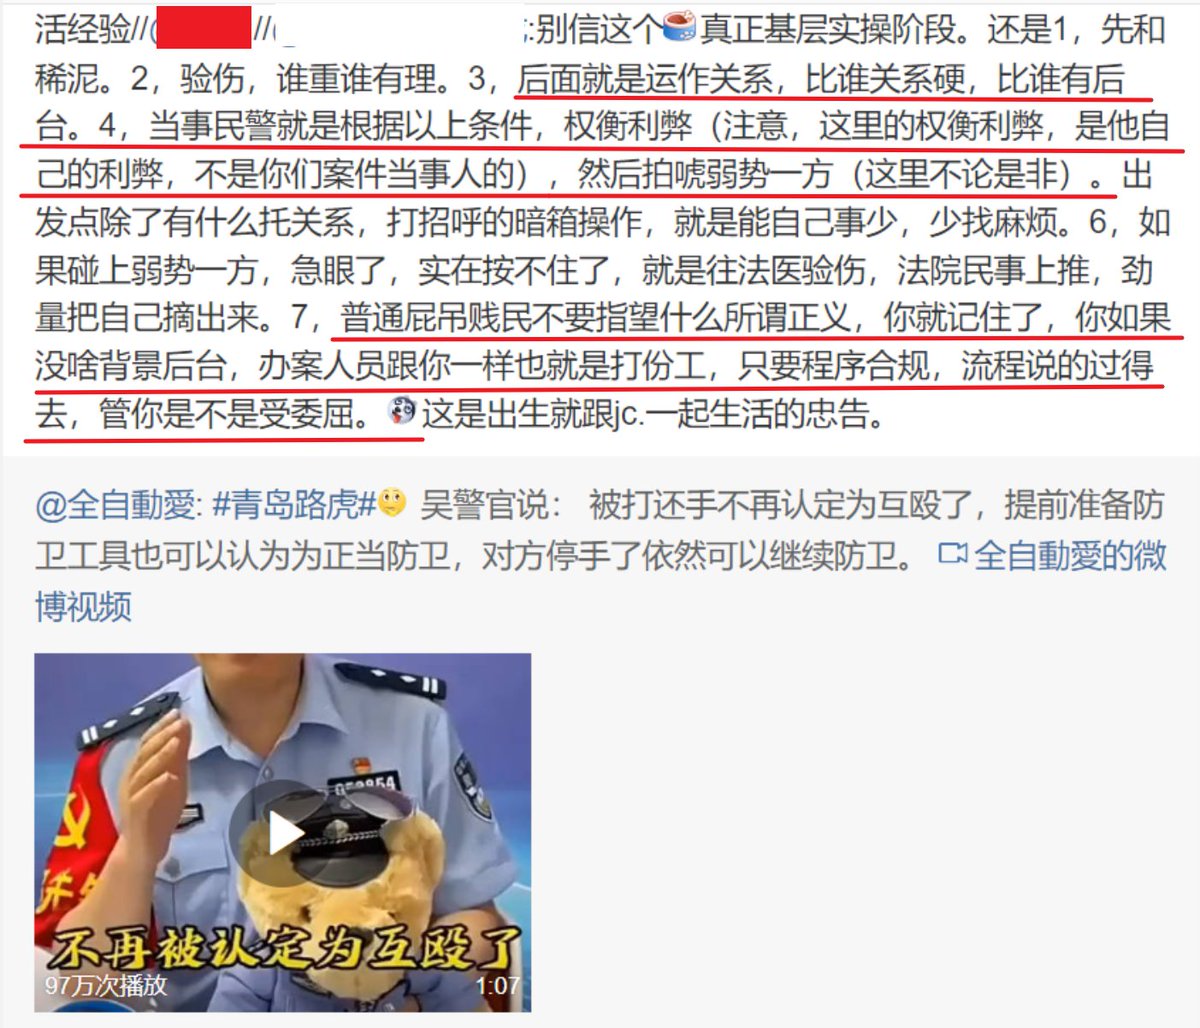 活经验//@//@:别信这个真正基层实操阶段。还是1，先和
稀泥。2，验伤，谁重谁有理。3，后面就是运作关系，比谁关系硬，比谁有后
台。4，当事民警就是根据以上条件，权衡利弊（注意，这里的权衡利弊，是他自
己的利弊，不是你们案件当事人的），然后拍唬弱势一方（这里不论是非）。出
发点除了有什么托关系，打招呼的暗箱操作，就是能自己事少，少找麻烦。6，如
果碰上弱势一方，急眼了，实在按不住了，就是往法医验伤，法院民事上推，劲
量把自己摘出来。7，普通屁吊贱民不要指望什么所谓正义，你就记住了，你如果
没啥背景后台，办案人员跟你一样也就是打份工，只要程序合规，流程说的过得
去，管你是不是受委屈。这是出生就跟jc.一起生活的忠告。
@全自動愛: #青岛路虎# 吴警官说： 被打还手不再认定为互殴了，提前准备防
卫工具也可以认为为正当防卫，对方停手了依然可以继续防卫。 全自動愛的微
博视频
不再被认定为互殴了
97万次播放
1:07